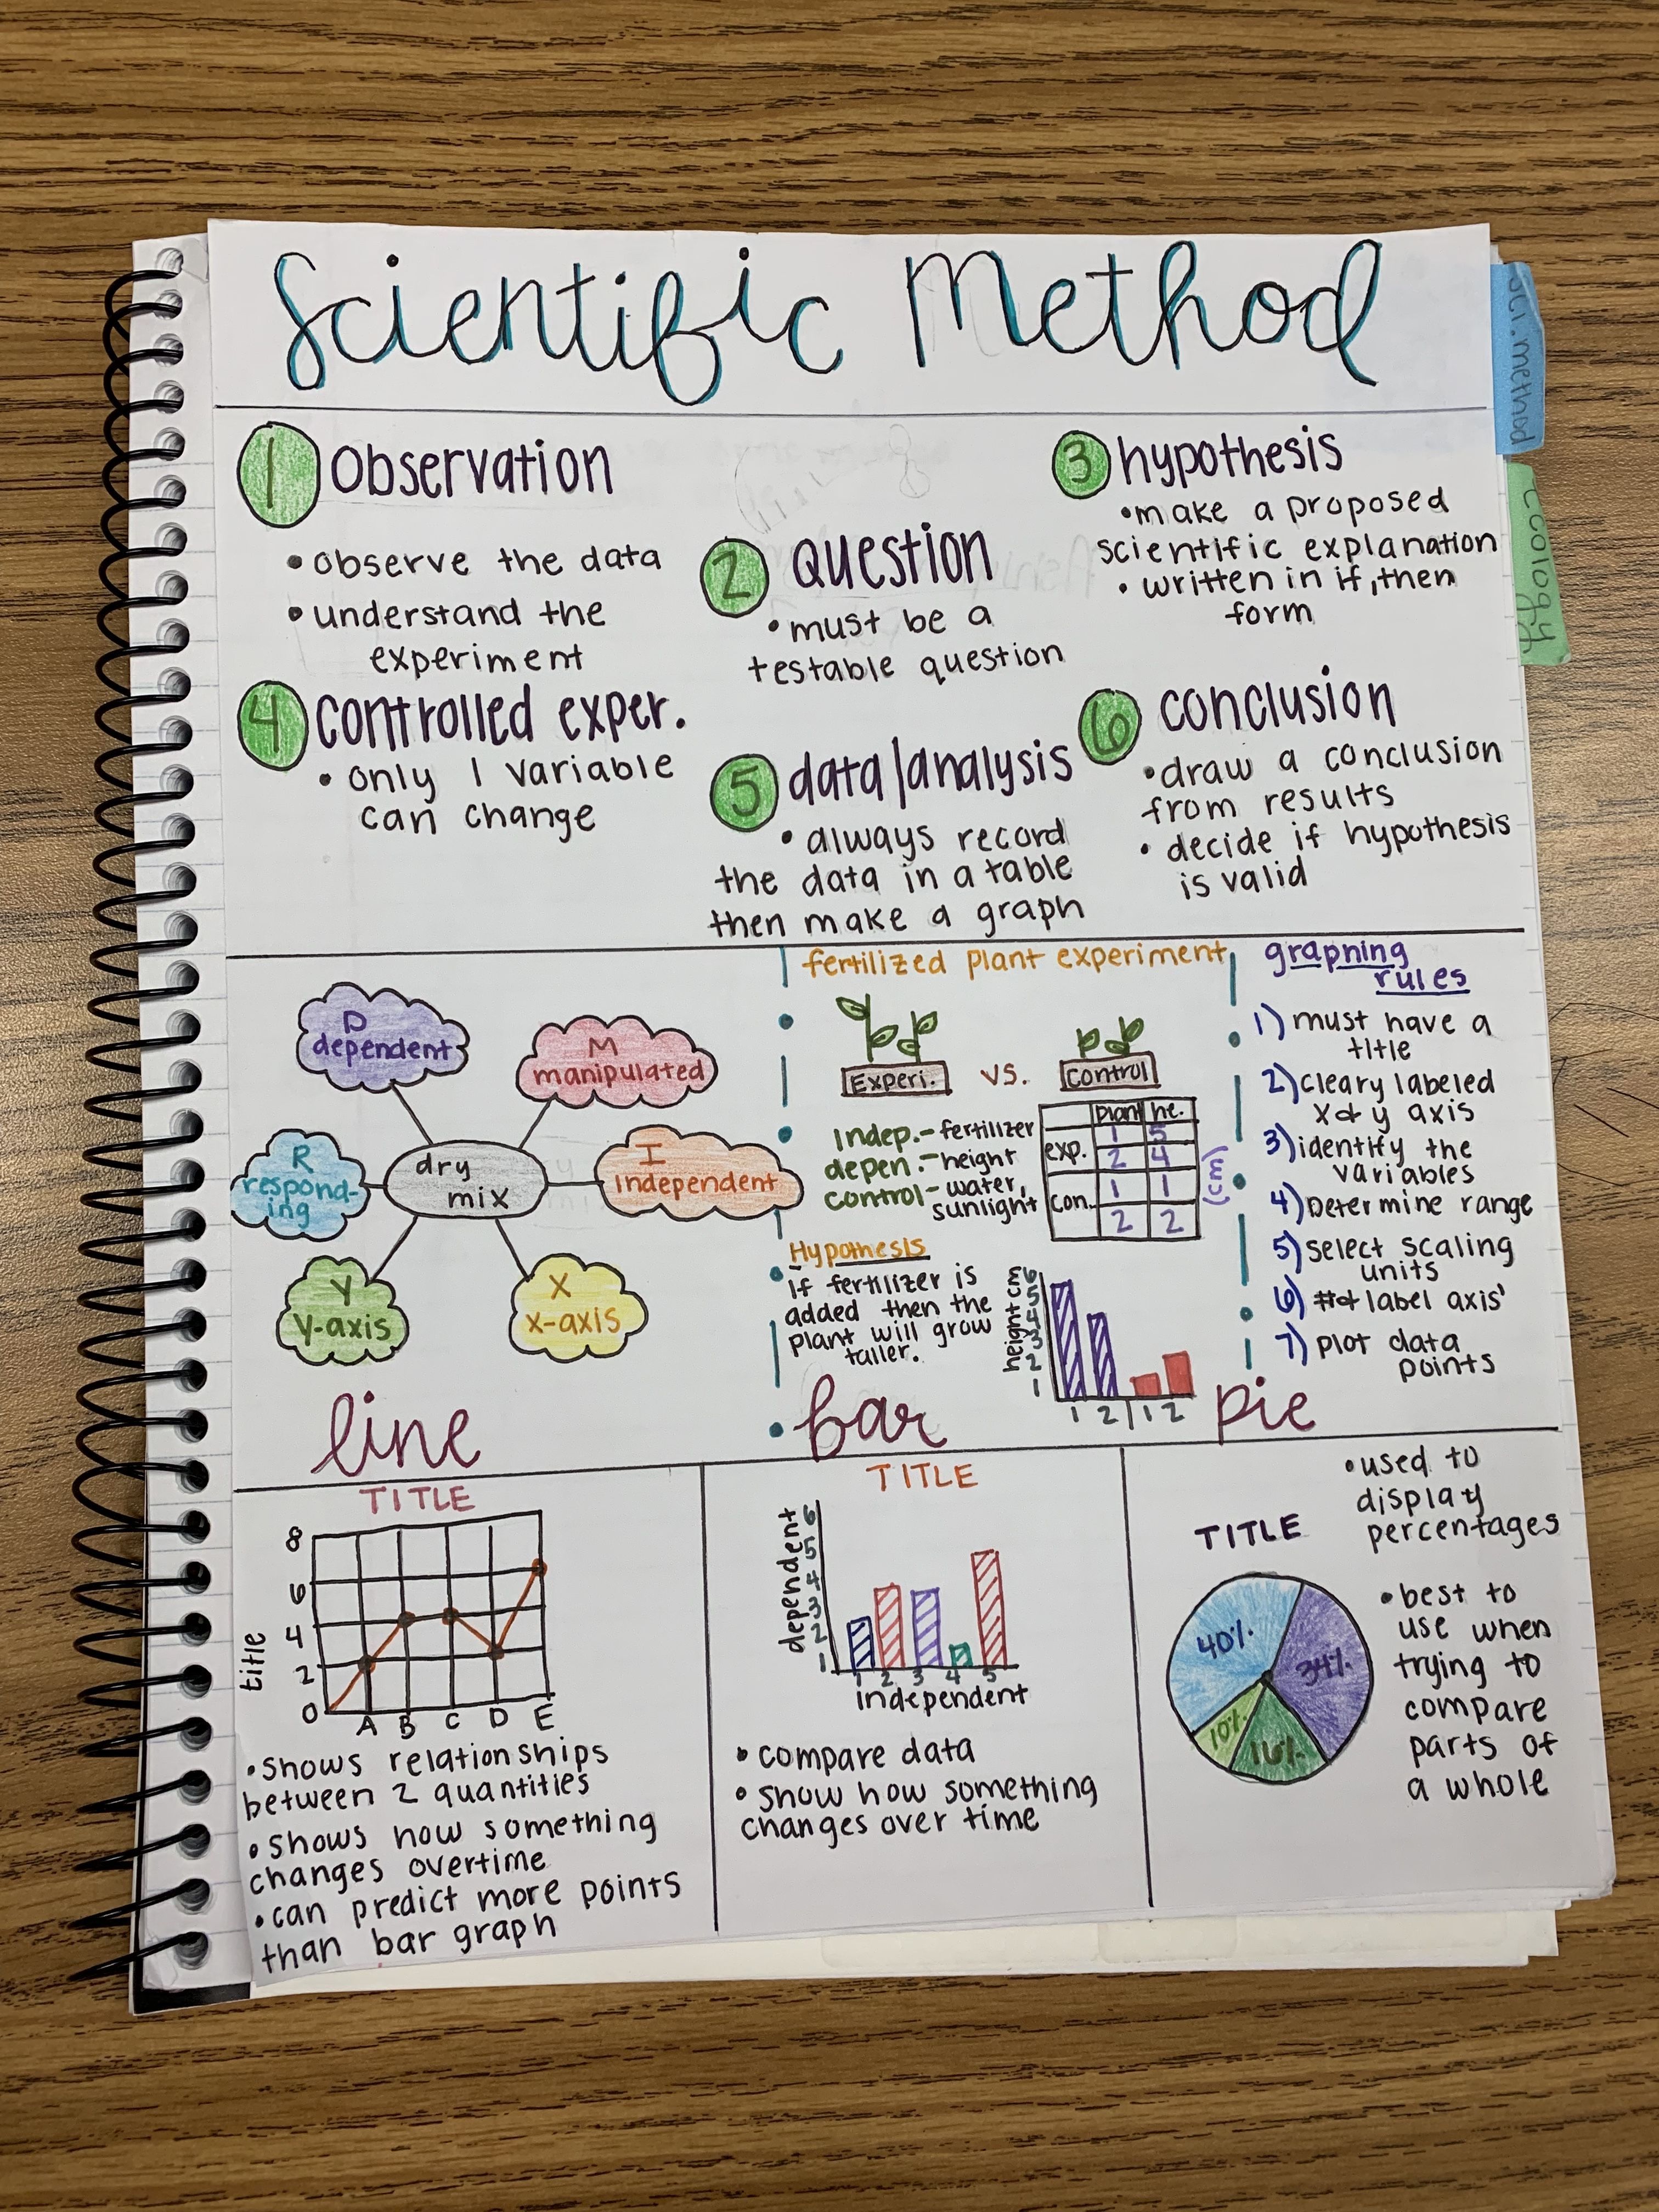 Scientific Method
sci.method
Ecology
1 Observation
• observe the data
• understand the
experiment
2 question
• must be a
testable question
3 hypothesis
• make a proposed
scientific explanation
• written in if, then
form
4 controlled exper.
• only 1 variable
can change
5 data/analysis
• always record
the data in a table
then make a graph
6 conclusion
• draw a conclusion
from results
• decide if hypothesis
is valid
D
dependent
M
manipulated
R
respond-
ing
dry
mix
I
Independent
Y
Y-axis
X
X-axis
fertilized plant experiment
Experi. vs. control
Indep.- fertilizer
depen.- height
control- water,
sunlight
plant he.
exp. 1 5
2 4
con. 1 1
2 2
(cm)
Hypothesis
If fertilizer is
added then the
plant will grow
taller.
height cm
6
5
4
3
2
1
1 2 | 1 2
graphing
rules
1) must have a
title
2) cleary labeled
x & y axis
3) identify the
variables
4) Determine range
5) select scaling
units
6) # & label axis'
7) plot data
points
line
TITLE
title
8
6
4
2
0
A B C D E
• shows relationships
between 2 quantities
• shows how something
changes overtime
• can predict more points
than bar graph
bar
TITLE
dependent
6
5
4
3
2
1
1 2 3 4 5
independent
• compare data
• show how something
changes over time
pie
TITLE
40%
34%
10%
16%
• used to
display
percentages
• best to
use when
trying to
compare
parts of
a whole